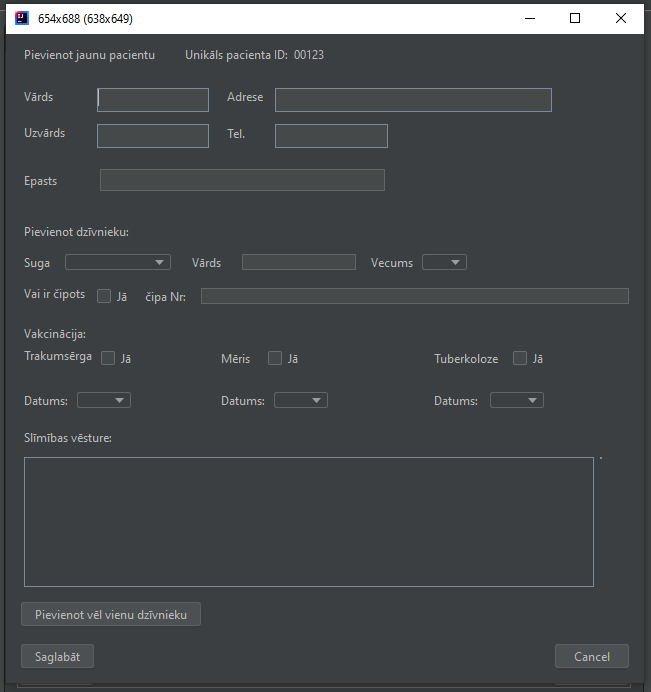 654x688 (638x649)
Pievienot jaunu pacientu Unikāls pacienta ID: 00123
Vārds Adrese
Uzvārds Tel.
Epasts
Pievienot dzīvnieku:
Suga Vārds Vecums
Vai ir čipots Jā čipa Nr:
Vakcinācija:
Trakumsērga Jā Mēris Jā Tuberkoloze Jā
Datums: Datums: Datums:
Slīmības vēsture:
Pievienot vēl vienu dzīvnieku
Saglabāt Cancel